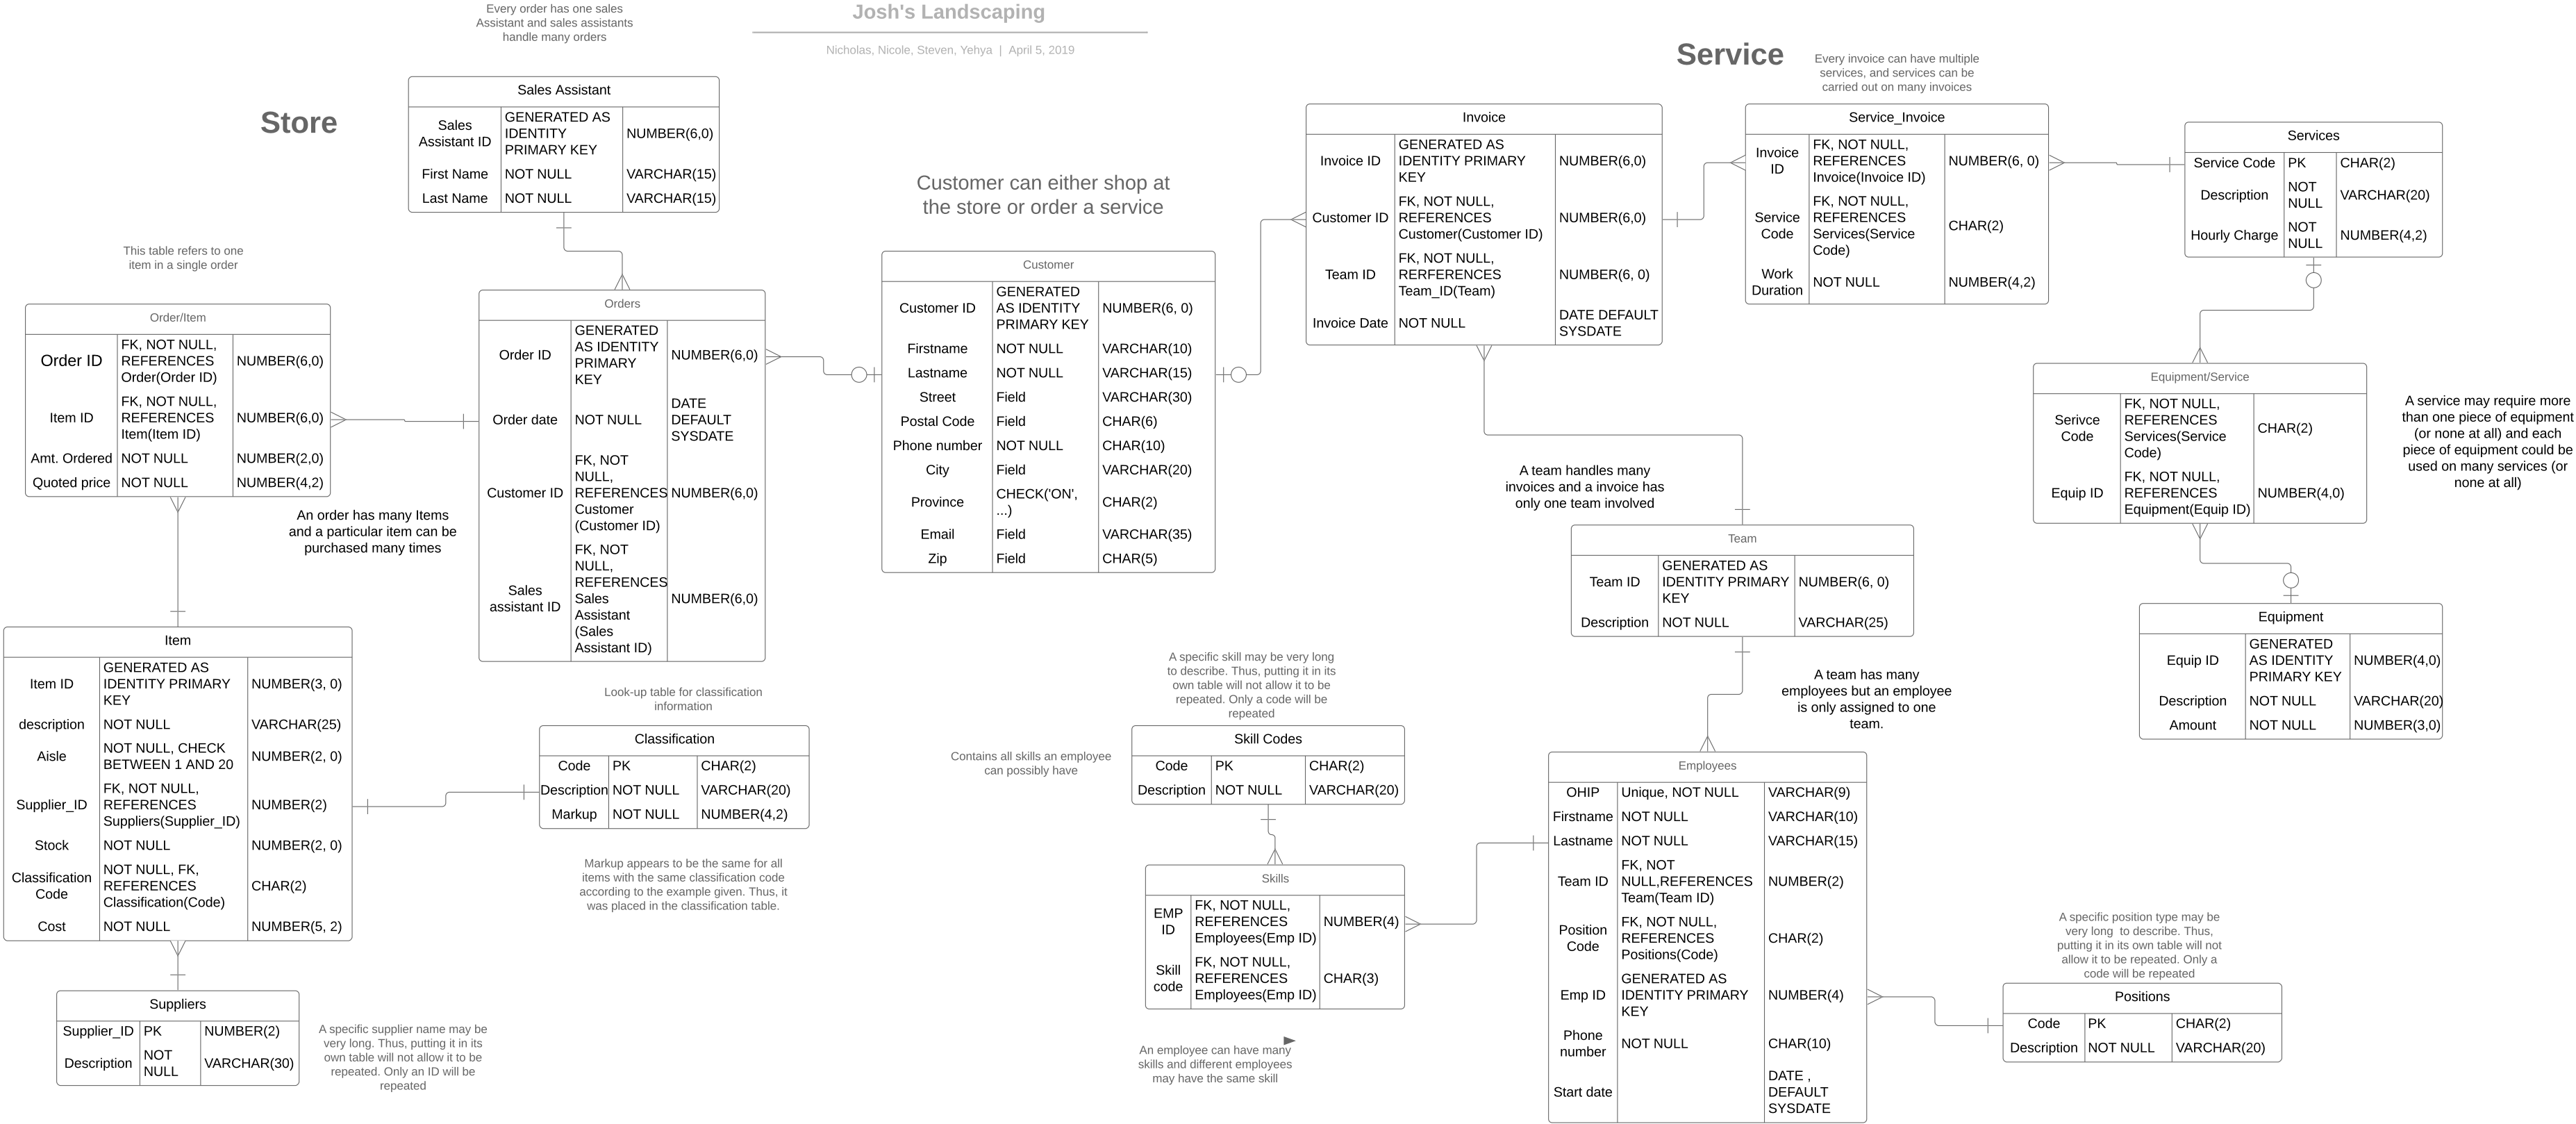 Josh's Landscaping
Nicholas, Nicole, Steven, Yehya | April 5, 2019
Every order has one sales
Assistant and sales assistants
handle many orders
Store
Sales Assistant
Sales
Assistant ID
GENERATED AS
IDENTITY
PRIMARY KEY
NUMBER(6,0)
First Name
NOT NULL
VARCHAR(15)
Last Name
NOT NULL
VARCHAR(15)
This table refers to one
item in a single order
Order/Item
Order ID
FK, NOT NULL,
REFERENCES
Order(Order ID)
NUMBER(6,0)
Item ID
FK, NOT NULL,
REFERENCES
Item(Item ID)
NUMBER(6,0)
Amt. Ordered
NOT NULL
NUMBER(2,0)
Quoted price
NOT NULL
NUMBER(4,2)
An order has many Items
and a particular item can be
purchased many times
Orders
Order ID
GENERATED
AS IDENTITY
PRIMARY
KEY
NUMBER(6,0)
Order date
NOT NULL
DATE
DEFAULT
SYSDATE
Customer ID
FK, NOT
NULL,
REFERENCES
Customer
(Customer ID)
NUMBER(6,0)
Sales
assistant ID
FK, NOT
NULL,
REFERENCES
Sales
Assistant
(Sales
Assistant ID)
NUMBER(6,0)
Customer can either shop at
the store or order a service
Customer
Customer ID
GENERATED
AS IDENTITY
PRIMARY KEY
NUMBER(6, 0)
Firstname
NOT NULL
VARCHAR(10)
Lastname
NOT NULL
VARCHAR(15)
Street
Field
VARCHAR(30)
Postal Code
Field
CHAR(6)
Phone number
NOT NULL
CHAR(10)
City
Field
VARCHAR(20)
Province
CHECK('ON',
...)
CHAR(2)
Email
Field
VARCHAR(35)
Zip
Field
CHAR(5)
Item
Item ID
GENERATED AS
IDENTITY PRIMARY
KEY
NUMBER(3, 0)
description
NOT NULL
VARCHAR(25)
Aisle
NOT NULL, CHECK
BETWEEN 1 AND 20
NUMBER(2, 0)
Supplier_ID
FK, NOT NULL,
REFERENCES
Suppliers(Supplier_ID)
NUMBER(2)
Stock
NOT NULL
NUMBER(2, 0)
Classification
Code
NOT NULL, FK,
REFERENCES
Classification(Code)
CHAR(2)
Cost
NOT NULL
NUMBER(5, 2)
Look-up table for classification
information
Classification
Code
PK
CHAR(2)
Description
NOT NULL
VARCHAR(20)
Markup
NOT NULL
NUMBER(4,2)
Markup appears to be the same for all
items with the same classification code
according to the example given. Thus, it
was placed in the classification table.
Suppliers
Supplier_ID
PK
NUMBER(2)
Description
NOT
NULL
VARCHAR(30)
A specific supplier name may be
very long. Thus, putting it in its
own table will not allow it to be
repeated. Only an ID will be
repeated
Service
Every invoice can have multiple
services, and services can be
carried out on many invoices
Invoice
Invoice ID
GENERATED AS
IDENTITY PRIMARY
KEY
NUMBER(6,0)
Customer ID
FK, NOT NULL,
REFERENCES
Customer(Customer ID)
NUMBER(6,0)
Team ID
FK, NOT NULL,
RERFERENCES
Team_ID(Team)
NUMBER(6, 0)
Invoice Date
NOT NULL
DATE DEFAULT
SYSDATE
Service_Invoice
Invoice
ID
FK, NOT NULL,
REFERENCES
Invoice(Invoice ID)
NUMBER(6, 0)
Service
Code
FK, NOT NULL,
REFERENCES
Services(Service
Code)
CHAR(2)
Work
Duration
NOT NULL
NUMBER(4,2)
Services
Service Code
PK
CHAR(2)
Description
NOT
NULL
VARCHAR(20)
Hourly Charge
NOT
NULL
NUMBER(4,2)
Equipment/Service
Serivce
Code
FK, NOT NULL,
REFERENCES
Services(Service
Code)
CHAR(2)
Equip ID
FK, NOT NULL,
REFERENCES
Equipment(Equip ID)
NUMBER(4,0)
A service may require more
than one piece of equipment
(or none at all) and each
piece of equipment could be
used on many services (or
none at all)
Equipment
Equip ID
GENERATED
AS IDENTITY
PRIMARY KEY
NUMBER(4,0)
Description
NOT NULL
VARCHAR(20)
Amount
NOT NULL
NUMBER(3,0)
A team handles many
invoices and a invoice has
only one team involved
Team
Team ID
GENERATED AS
IDENTITY PRIMARY
KEY
NUMBER(6, 0)
Description
NOT NULL
VARCHAR(25)
A team has many
employees but an employee
is only assigned to one
team.
A specific skill may be very long
to describe. Thus, putting it in its
own table will not allow it to be
repeated. Only a code will be
repeated
Contains all skills an employee
can possibly have
Skill Codes
Code
PK
CHAR(2)
Description
NOT NULL
VARCHAR(20)
Skills
EMP
ID
FK, NOT NULL,
REFERENCES
Employees(Emp ID)
NUMBER(4)
Skill
code
FK, NOT NULL,
REFERENCES
Employees(Emp ID)
CHAR(3)
An employee can have many
skills and different employees
may have the same skill
Employees
OHIP
Unique, NOT NULL
VARCHAR(9)
Firstname
NOT NULL
VARCHAR(10)
Lastname
NOT NULL
VARCHAR(15)
Team ID
FK, NOT
NULL,REFERENCES
Team(Team ID)
NUMBER(2)
Position
Code
FK, NOT NULL,
REFERENCES
Positions(Code)
CHAR(2)
Emp ID
GENERATED AS
IDENTITY PRIMARY
KEY
NUMBER(4)
Phone
number
NOT NULL
CHAR(10)
Start date
DATE ,
DEFAULT
SYSDATE
A specific position type may be
very long to describe. Thus,
putting it in its own table will not
allow it to be repeated. Only a
code will be repeated
Positions
Code
PK
CHAR(2)
Description
NOT NULL
VARCHAR(20)